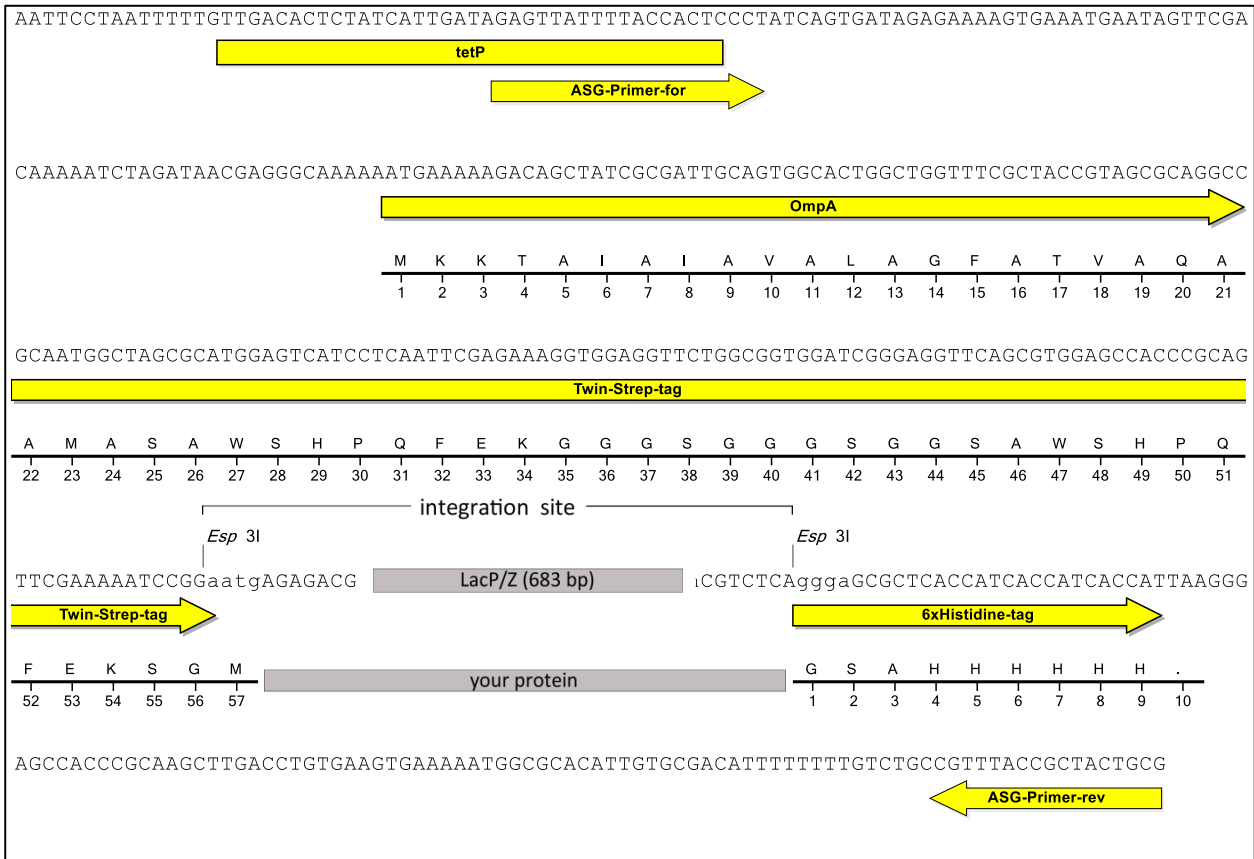 AATTCCTAATTTTTGTTGACACTCTATCATTGATAGAGTTATTTTACCACTCCCTATCAGTGATAGAGAAAAGTGAAATGAATAGTTCGA
tetP
ASG-Primer-for
CAAAAATCTAGATAACGAGGGCAAAAAATGAAAAAGACAGCTATCGCGATTGCAGTGGCACTGGCTGGTTTCGCTACCGTAGCGCAGGCC
OmpA
M K K T A I A I A V A L A G F A T V A Q A
1 2 3 4 5 6 7 8 9 10 11 12 13 14 15 16 17 18 19 20 21
GCAATGGCTAGCGCATGGAGTCATCCTCAATTCGAGAAAGGTGGAGGTTCTGGCGGTGGATCGGGAGGTTCAGCGTGGAGCCACCCGCAG
Twin-Strep-tag
A M A S A W S H P Q F E K G G G S G G G S G G S A W S H P Q
22 23 24 25 26 27 28 29 30 31 32 33 34 35 36 37 38 39 40 41 42 43 44 45 46 47 48 49 50 51
integration site
Esp 3I Esp 3I
TTCGAAAAATCCGGaatgAGAGACG LacP/Z (683 bp) CGTCTCAgggaGCGCTCACCATCACCATCACCATTAAGGG
Twin-Strep-tag 6xHistidine-tag
F E K S G M your protein G S A H H H H H H .
52 53 54 55 56 57 1 2 3 4 5 6 7 8 9 10
AGCCACCCGCAAGCTTGACCTGTGAAGTGAAAAATGGCGCACATTGTGCGACATTTTTTTTGTCTGCCGTTTACCGCTACTGCG
ASG-Primer-rev